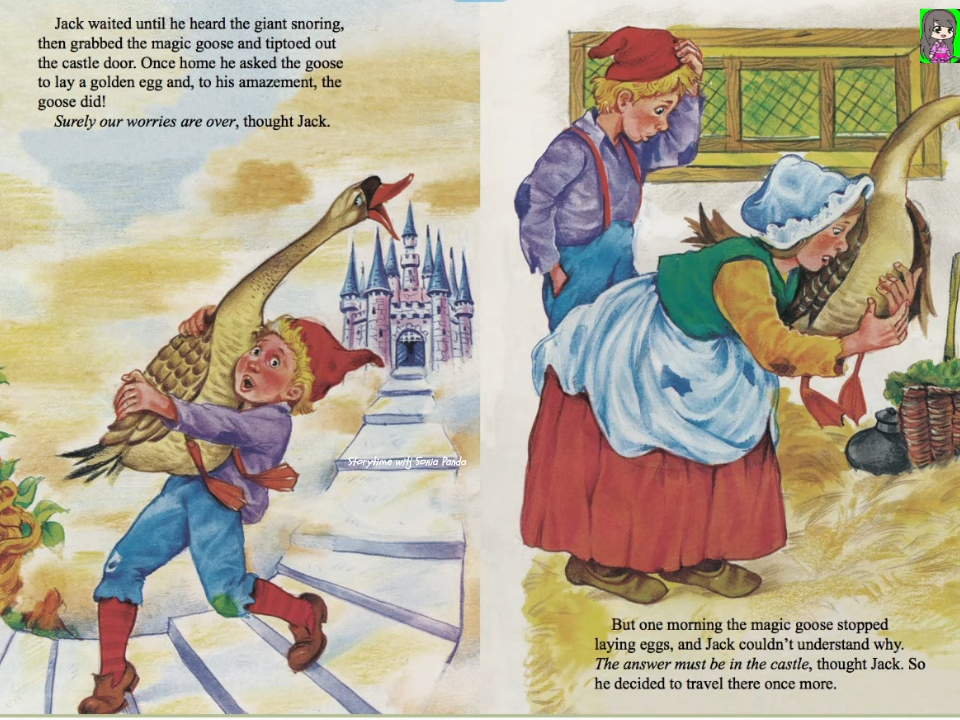 Jack waited until he heard the giant snoring,
then grabbed the magic goose and tiptoed out
the castle door. Once home he asked the goose
to lay a golden egg and, to his amazement, the
goose did!
Surely our worries are over, thought Jack.
Storytime with Sonia Panda
But one morning the magic goose stopped
laying eggs, and Jack couldn't understand why.
The answer must be in the castle, thought Jack. So
he decided to travel there once more.